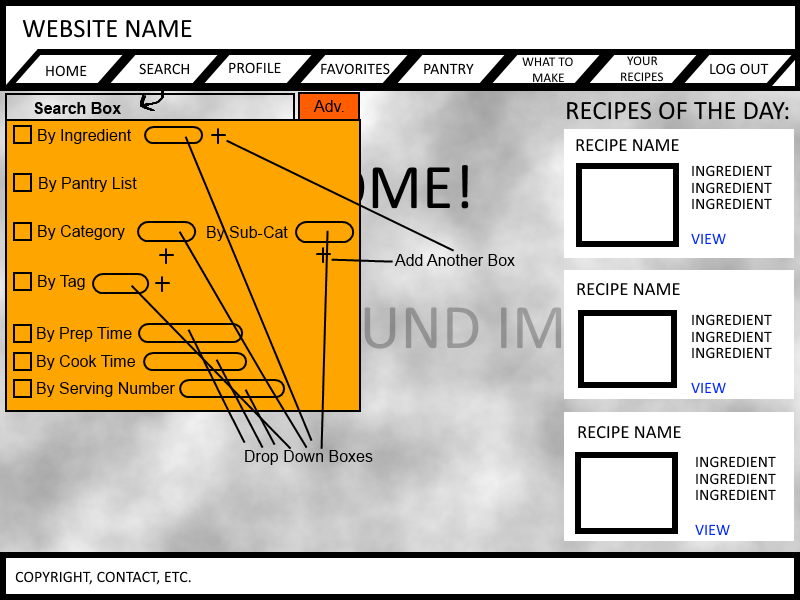 WEBSITE NAME
HOME
SEARCH
PROFILE
FAVORITES
PANTRY
WHAT TO
MAKE
YOUR
RECIPES
LOG OUT
Search Box
Adv.
By Ingredient
By Pantry List
By Category
By Sub-Cat
By Tag
By Prep Time
By Cook Time
By Serving Number
OME!
Add Another Box
UND IM
Drop Down Boxes
RECIPES OF THE DAY:
RECIPE NAME
INGREDIENT
INGREDIENT
INGREDIENT
VIEW
RECIPE NAME
INGREDIENT
INGREDIENT
INGREDIENT
VIEW
RECIPE NAME
INGREDIENT
INGREDIENT
INGREDIENT
VIEW
COPYRIGHT, CONTACT, ETC.